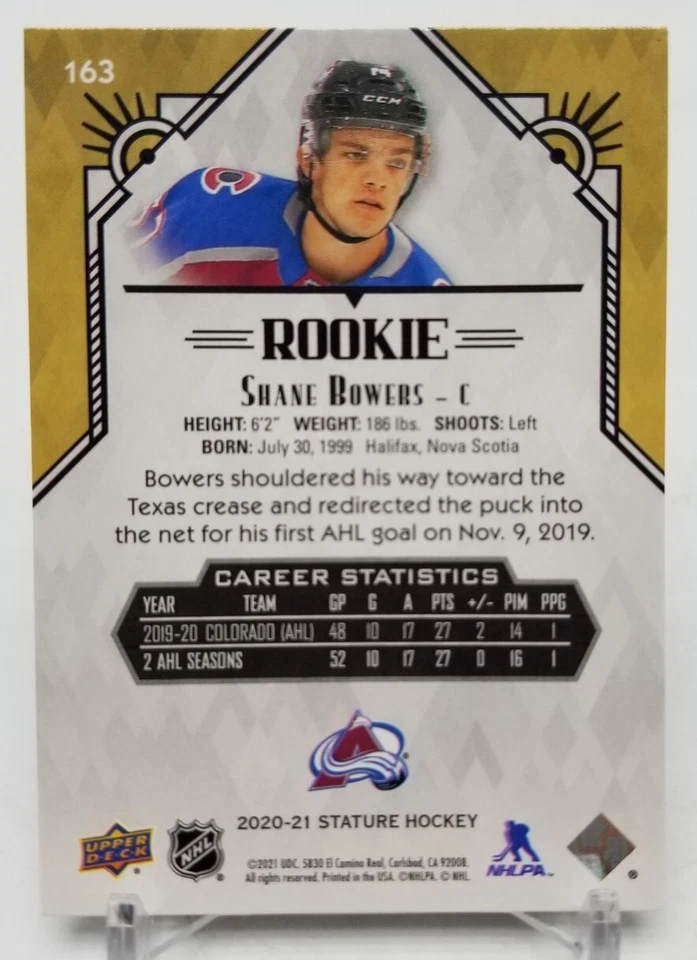 163
CCM
ROOKIE
SHANE BOWERS – C
HEIGHT: 6'2" WEIGHT: 186 lbs. SHOOTS: Left
BORN: July 30, 1999 Halifax, Nova Scotia
Bowers shouldered his way toward the
Texas crease and redirected the puck into
the net for his first AHL goal on Nov. 9, 2019.
CAREER STATISTICS
YEAR TEAM GP G A PTS +/- PIM PPG
2019-20 COLORADO (AHL) 48 10 17 27 2 14 1
2 AHL SEASONS 52 10 17 27 0 16 1
2020-21 STATURE HOCKEY
UPPER
D·E·C·K
NHL
©2021 UDC, 5830 El Camino Real, Carlsbad, CA 92008.
All rights reserved. Printed in the USA. ©NHLPA. © NHL.
NHLPA